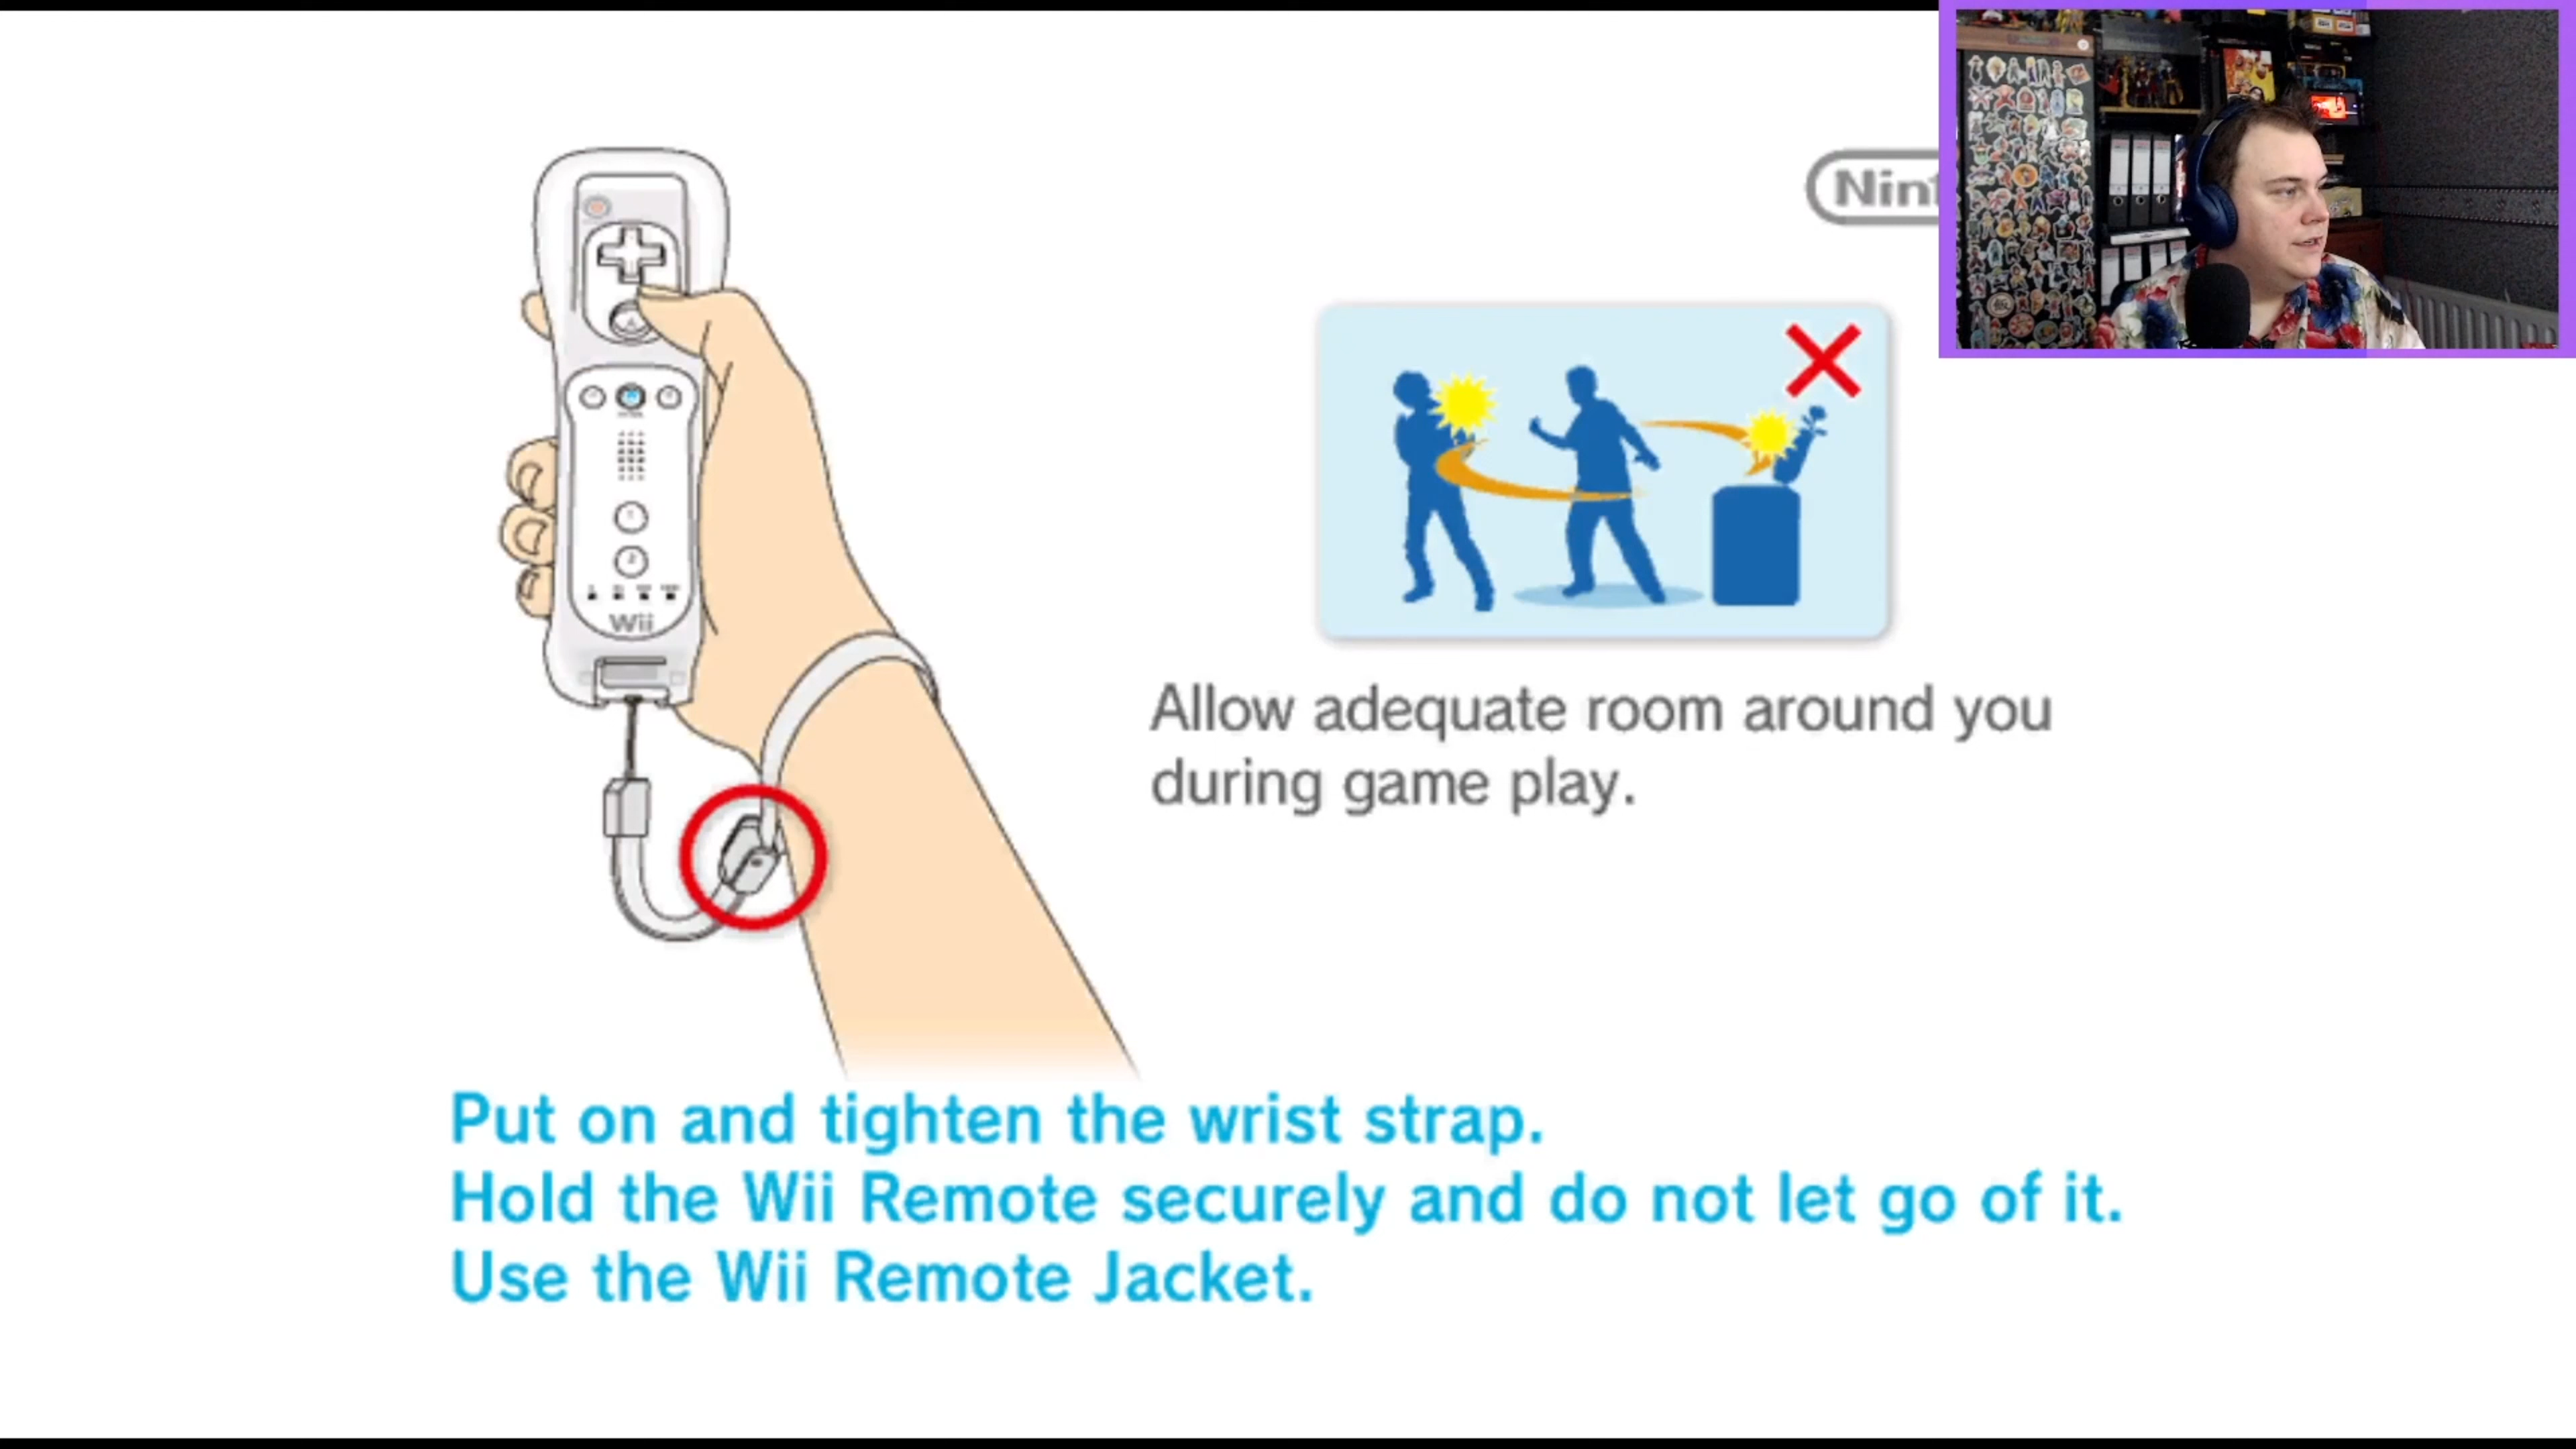 Wii
Allow adequate room around you
during game play.
Put on and tighten the wrist strap.
Hold the Wii Remote securely and do not let go of it.
Use the Wii Remote Jacket.